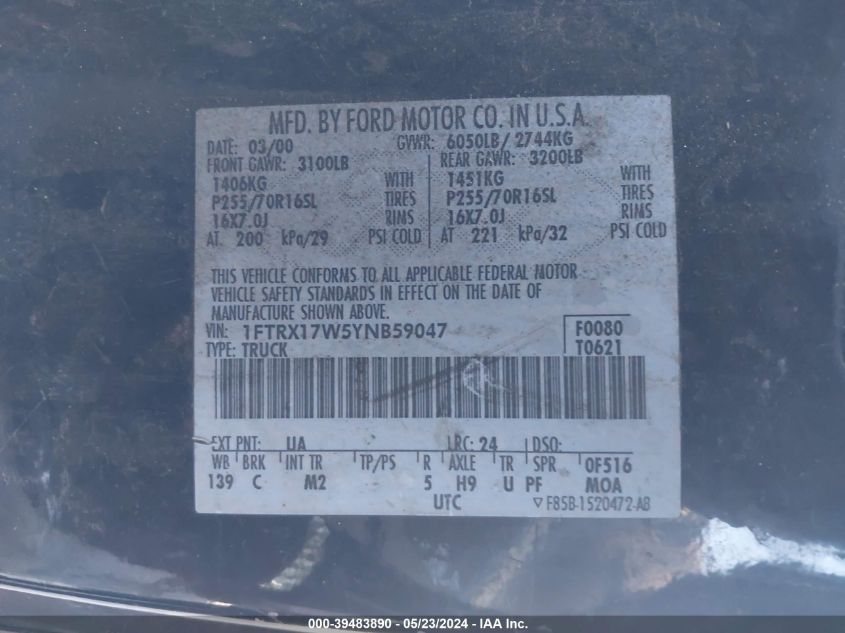 MFD. BY FORD MOTOR CO. IN U.S.A.
DATE: 03/00 GVWR: 6050LB/ 2744KG
FRONT GAWR: 3100LB REAR GAWR: 3200LB
1406KG WITH 1451KG WITH
P255/70R16SL TIRES P255/70R16SL TIRES
16X7.0J RIMS 16X7.0J RIMS
AT 200 kPa/29 PSI COLD AT 221 kPa/32 PSI COLD
THIS VEHICLE CONFORMS TO ALL APPLICABLE FEDERAL MOTOR
VEHICLE SAFETY STANDARDS IN EFFECT ON THE DATE OF
MANUFACTURE SHOWN ABOVE.
VIN: 1FTRX17W5YNB59047 F0080
TYPE: TRUCK T0621
EXT PNT: UA LRC: 24 DSO:
WB BRK INT TR TP/PS R AXLE TR SPR 0F516
139 C M2 5 H9 U PF MOA
UTC ▽F85B-1520472-AB
000-39483890 - 05/23/2024 - IAA Inc.